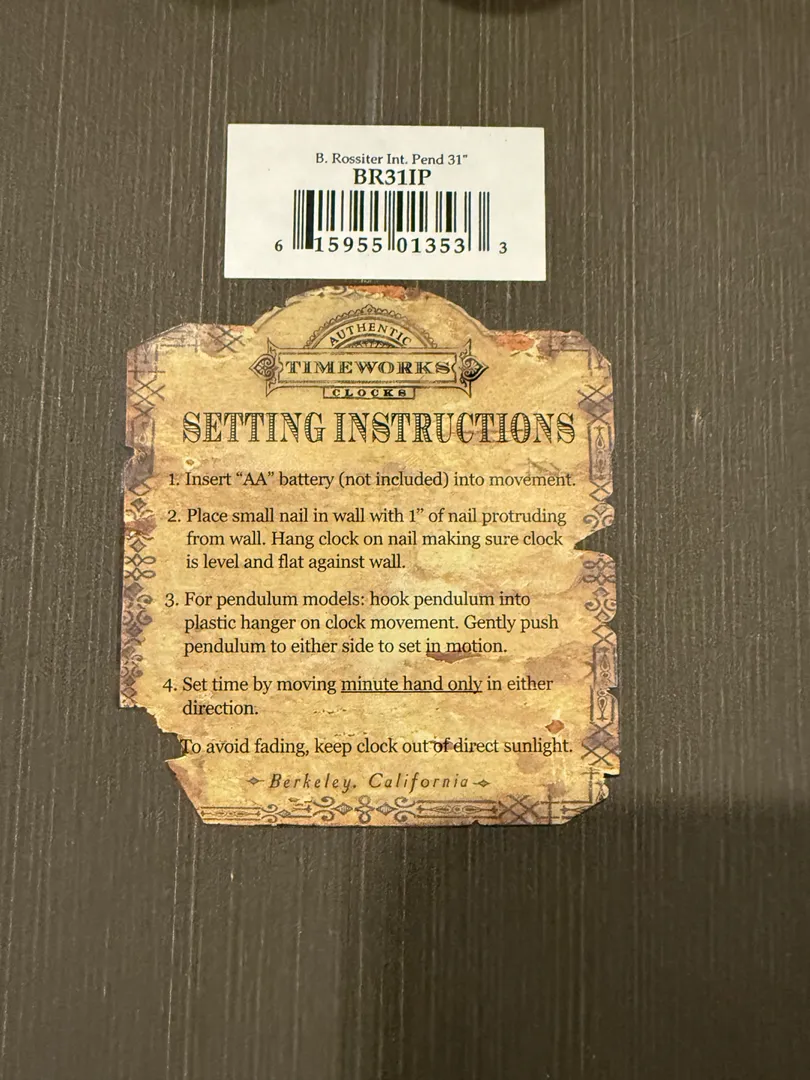 B. Rossiter Int. Pend 31"
BR31IP
6 15955 01353 3
AUTHENTIC
TIMEWORKS
CLOCKS
SETTING INSTRUCTIONS
1. Insert “AA” battery (not included) into movement.
2. Place small nail in wall with 1” of nail protruding
from wall. Hang clock on nail making sure clock
is level and flat against wall.
3. For pendulum models: hook pendulum into
plastic hanger on clock movement. Gently push
pendulum to either side to set in motion.
4. Set time by moving minute hand only in either
direction.
To avoid fading, keep clock out of direct sunlight.
Berkeley, California